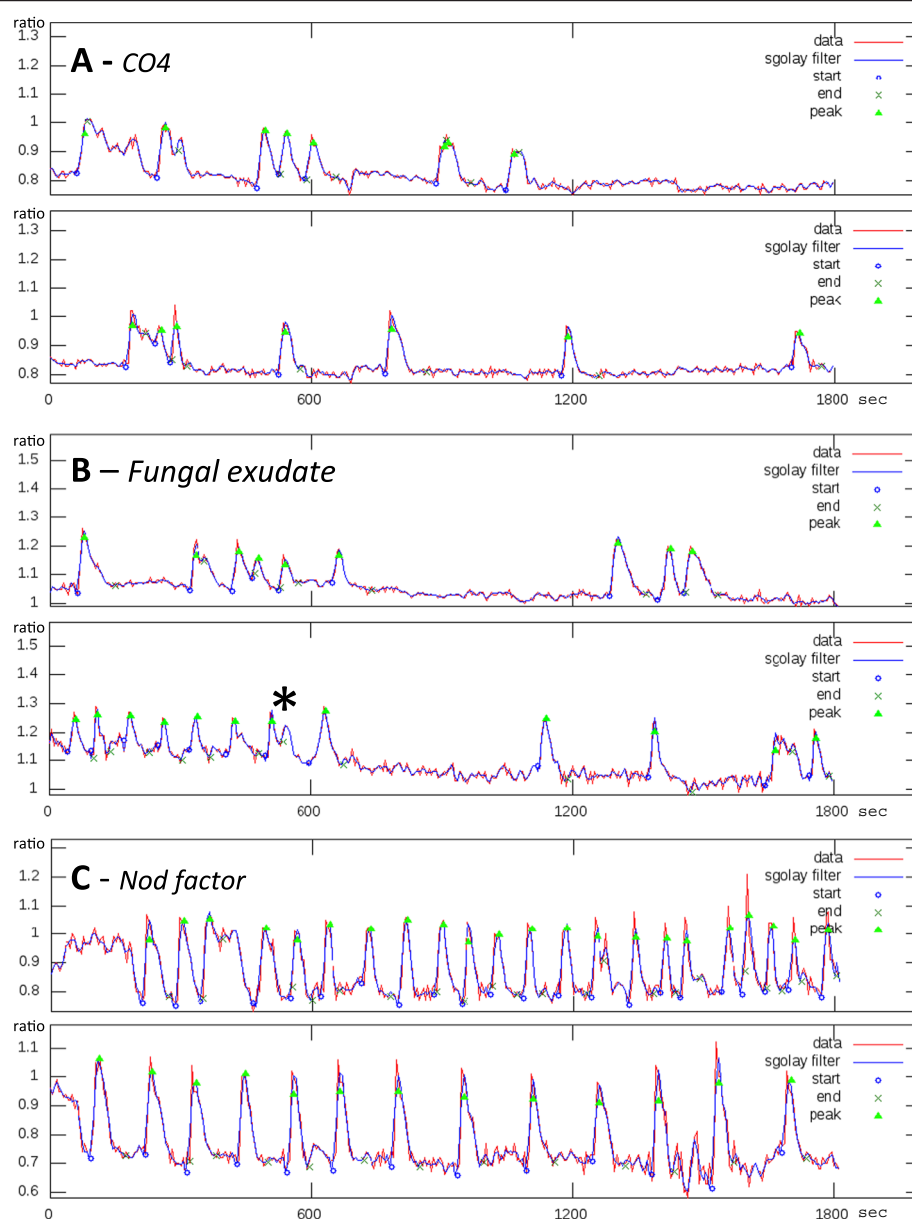 ratio
1.3
A - CO4
data
sgolay filter
1.2
start
end
1.1
peak
1
0.9
0.8
ratio
1.3
data
sgolay filter
1.2
start
end
1.1
peak
1
0.9
0.8
0 600 1200 1800 sec
ratio
1.5
B – Fungal exudate
data
sgolay filter
1.4
start
end
1.3
peak
1.2
1.1
1
ratio
1.5
data
sgolay filter
1.4
start
end
1.3
peak
*
1.2
1.1
1
0 600 1200 1800 sec
ratio
C - Nod factor
data
1.2
sgolay filter
start
1.1
end
peak
1
0.9
0.8
ratio
1.1
data
sgolay filter
1
start
end
0.9
peak
0.8
0.7
0.6
0 600 1200 1800 sec